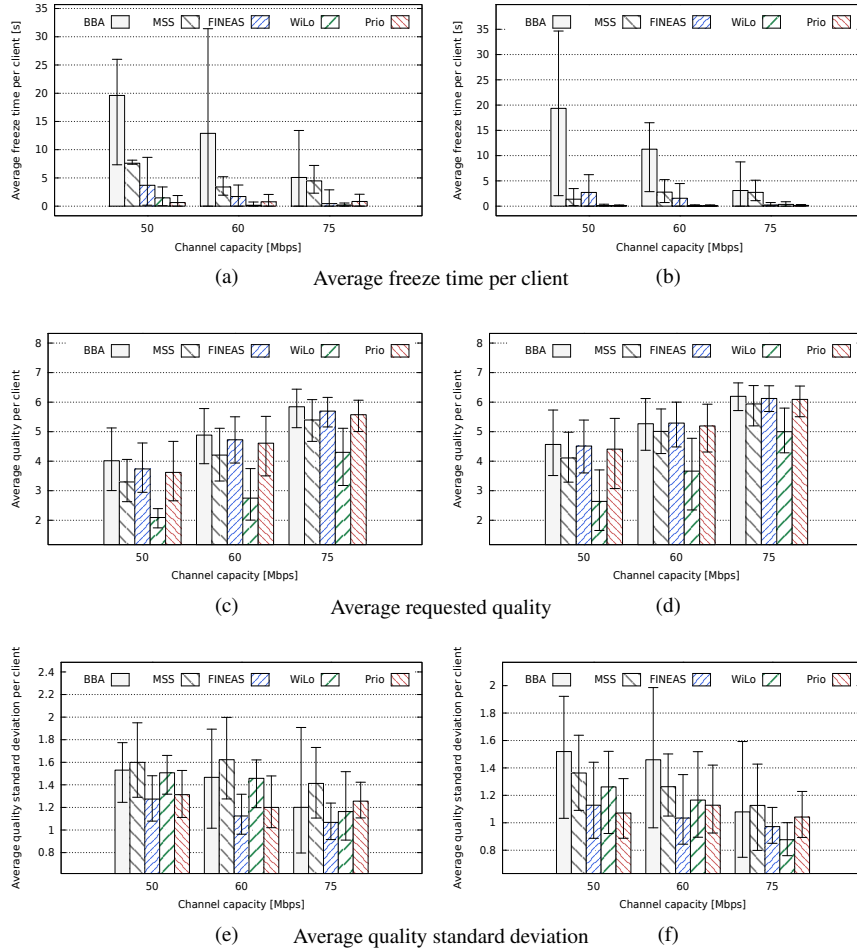 35
30
25
20
15
10
5
0
Average freeze time per client [s]
BBA MSS FINEAS WiLo Prio
50 60 75
Channel capacity [Mbps]
35
30
25
20
15
10
5
0
Average freeze time per client [s]
BBA MSS FINEAS WiLo Prio
50 60 75
Channel capacity [Mbps]
(a) Average freeze time per client (b)
8
7
6
5
4
3
2
Average quality per client
BBA MSS FINEAS WiLo Prio
50 60 75
Channel capacity [Mbps]
8
7
6
5
4
3
2
Average quality per client
BBA MSS FINEAS WiLo Prio
50 60 75
Channel capacity [Mbps]
(c) Average requested quality (d)
2.4
2.2
2
1.8
1.6
1.4
1.2
1
0.8
Average quality standard deviation per client
BBA MSS FINEAS WiLo Prio
50 60 75
Channel capacity [Mbps]
2
1.8
1.6
1.4
1.2
1
0.8
Average quality standard deviation per client
BBA MSS FINEAS WiLo Prio
50 60 75
Channel capacity [Mbps]
(e) Average quality standard deviation (f)